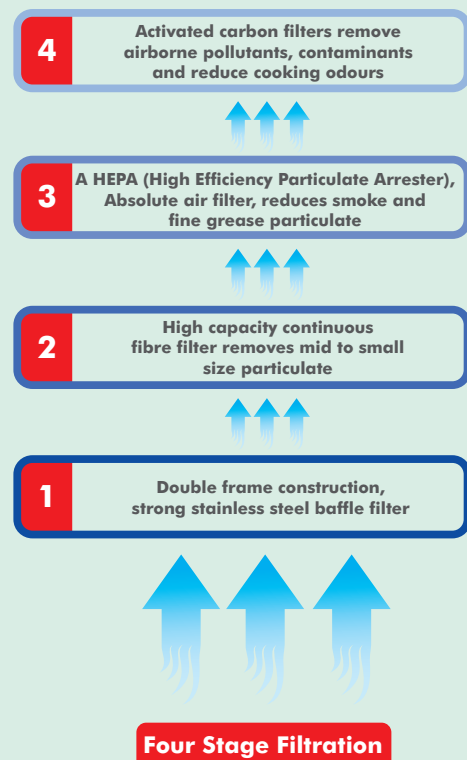 4
Activated carbon filters remove
airborne pollutants, contaminants
and reduce cooking odours
3
A HEPA (High Efficiency Particulate Arrester),
Absolute air filter, reduces smoke and
fine grease particulate
2
High capacity continuous
fibre filter removes mid to small
size particulate
1
Double frame construction,
strong stainless steel baffle filter
Four Stage Filtration